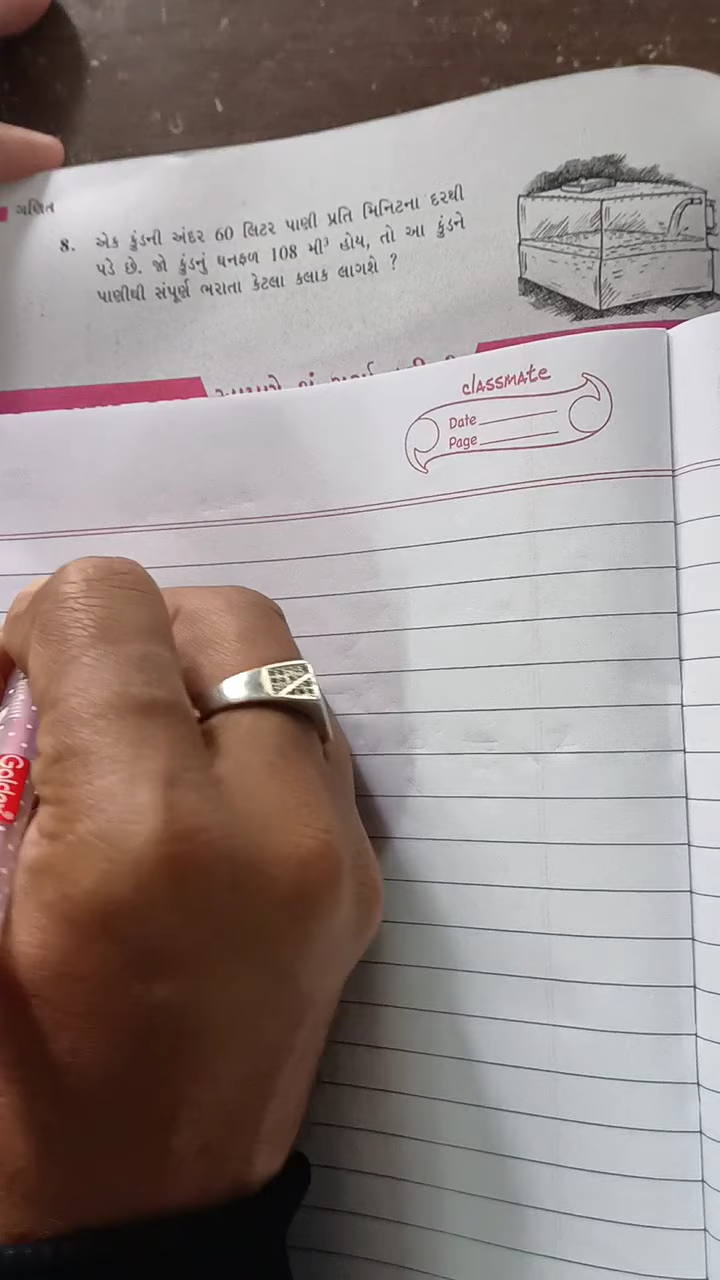 ગણિત
8. એક કુંડની અંદર 60 લિટર પાણી પ્રતિ મિનિટના દરથી
પડે છે. જો કુંડનું ઘનફળ 108 મી³ હોય, તો આ કુંડને
પાણીથી સંપૂર્ણ ભરાતા કેટલા કલાક લાગશે ?
classmate
Date
Page